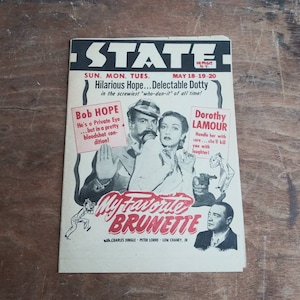 STATE
SUN. MON. TUES. MAY 18-19-20
Hilarious Hope...Delectable Dotty
in the screwiest "who-dun-it" of all time!
Bob HOPE
He's a Private Eye
...but in a pretty
bloodshot con-
dition!
Dorothy
LAMOUR
Handle her with
care...she'll kill
you with
laughter!
My Favorite
BRUNETTE
with CHARLES DINGLE · PETER LORRE · LON CHANEY, JR.